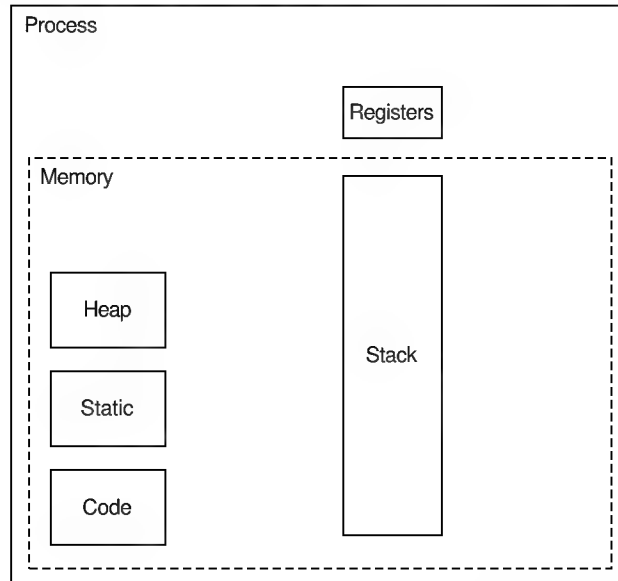 Process
Registers
Memory
Heap
Stack
Static
Code